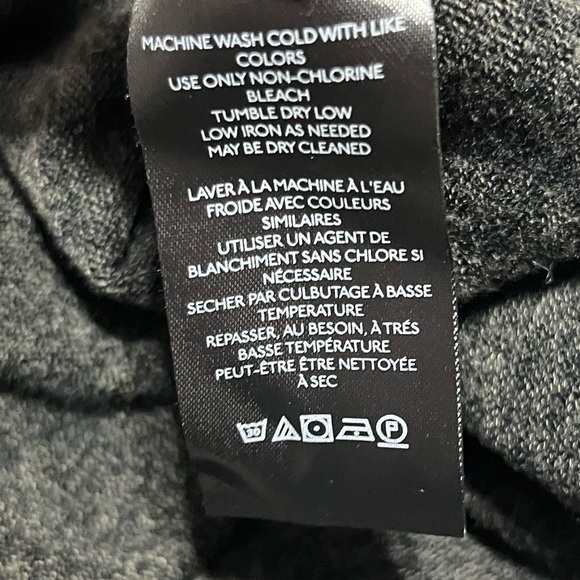 MACHINE WASH COLD WITH LIKE
COLORS
USE ONLY NON-CHLORINE
BLEACH
TUMBLE DRY LOW
LOW IRON AS NEEDED
MAY BE DRY CLEANED
LAVER À LA MACHINE À L'EAU
FROIDE AVEC COULEURS
SIMILAIRES
UTILISER UN AGENT DE
BLANCHIMENT SANS CHLORE SI
NÉCESSAIRE
SECHER PAR CULBUTAGE À BASSE
TEMPERATURE
REPASSER, AU BESOIN, À TRÉS
BASSE TEMPÉRATURE
PEUT-ÊTRE ÊTRE NETTOYÉE
À SEC
30 P